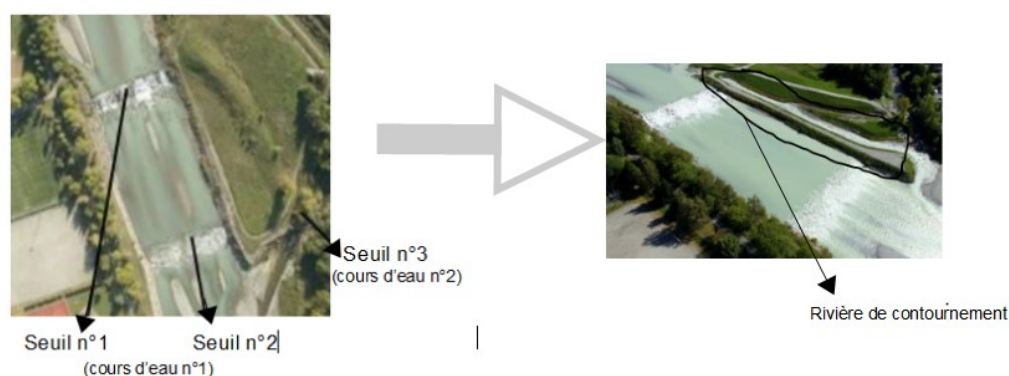 Seuil n°3
(cours d'eau n°2)
Seuil n°1
Seuil n°2
(cours d'eau n°1)
Rivière de contournement